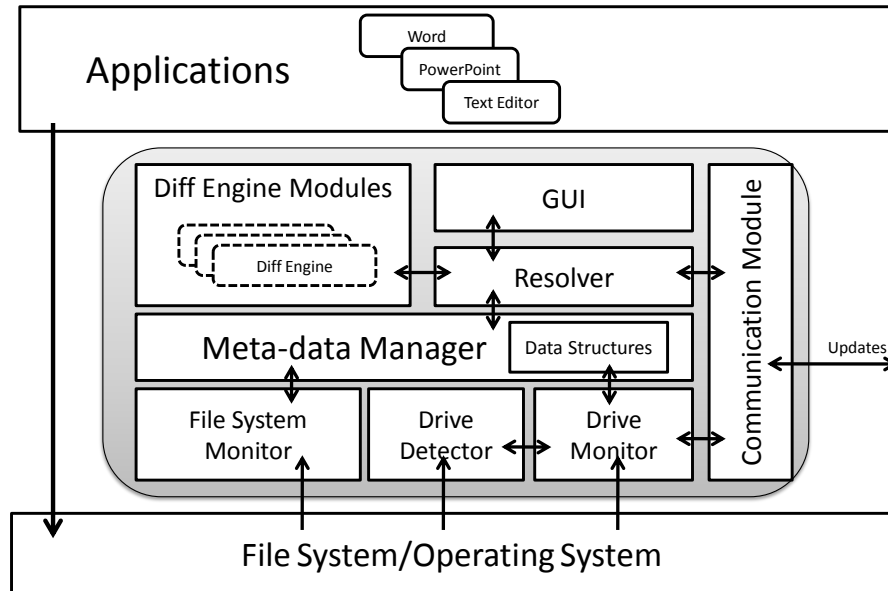 Word
PowerPoint
Text Editor
Applications
Diff Engine Modules
Diff Engine
GUI
Resolver
Communication Module
Updates
Meta-data Manager
Data Structures
File System
Monitor
Drive
Detector
Drive
Monitor
File System/Operating System